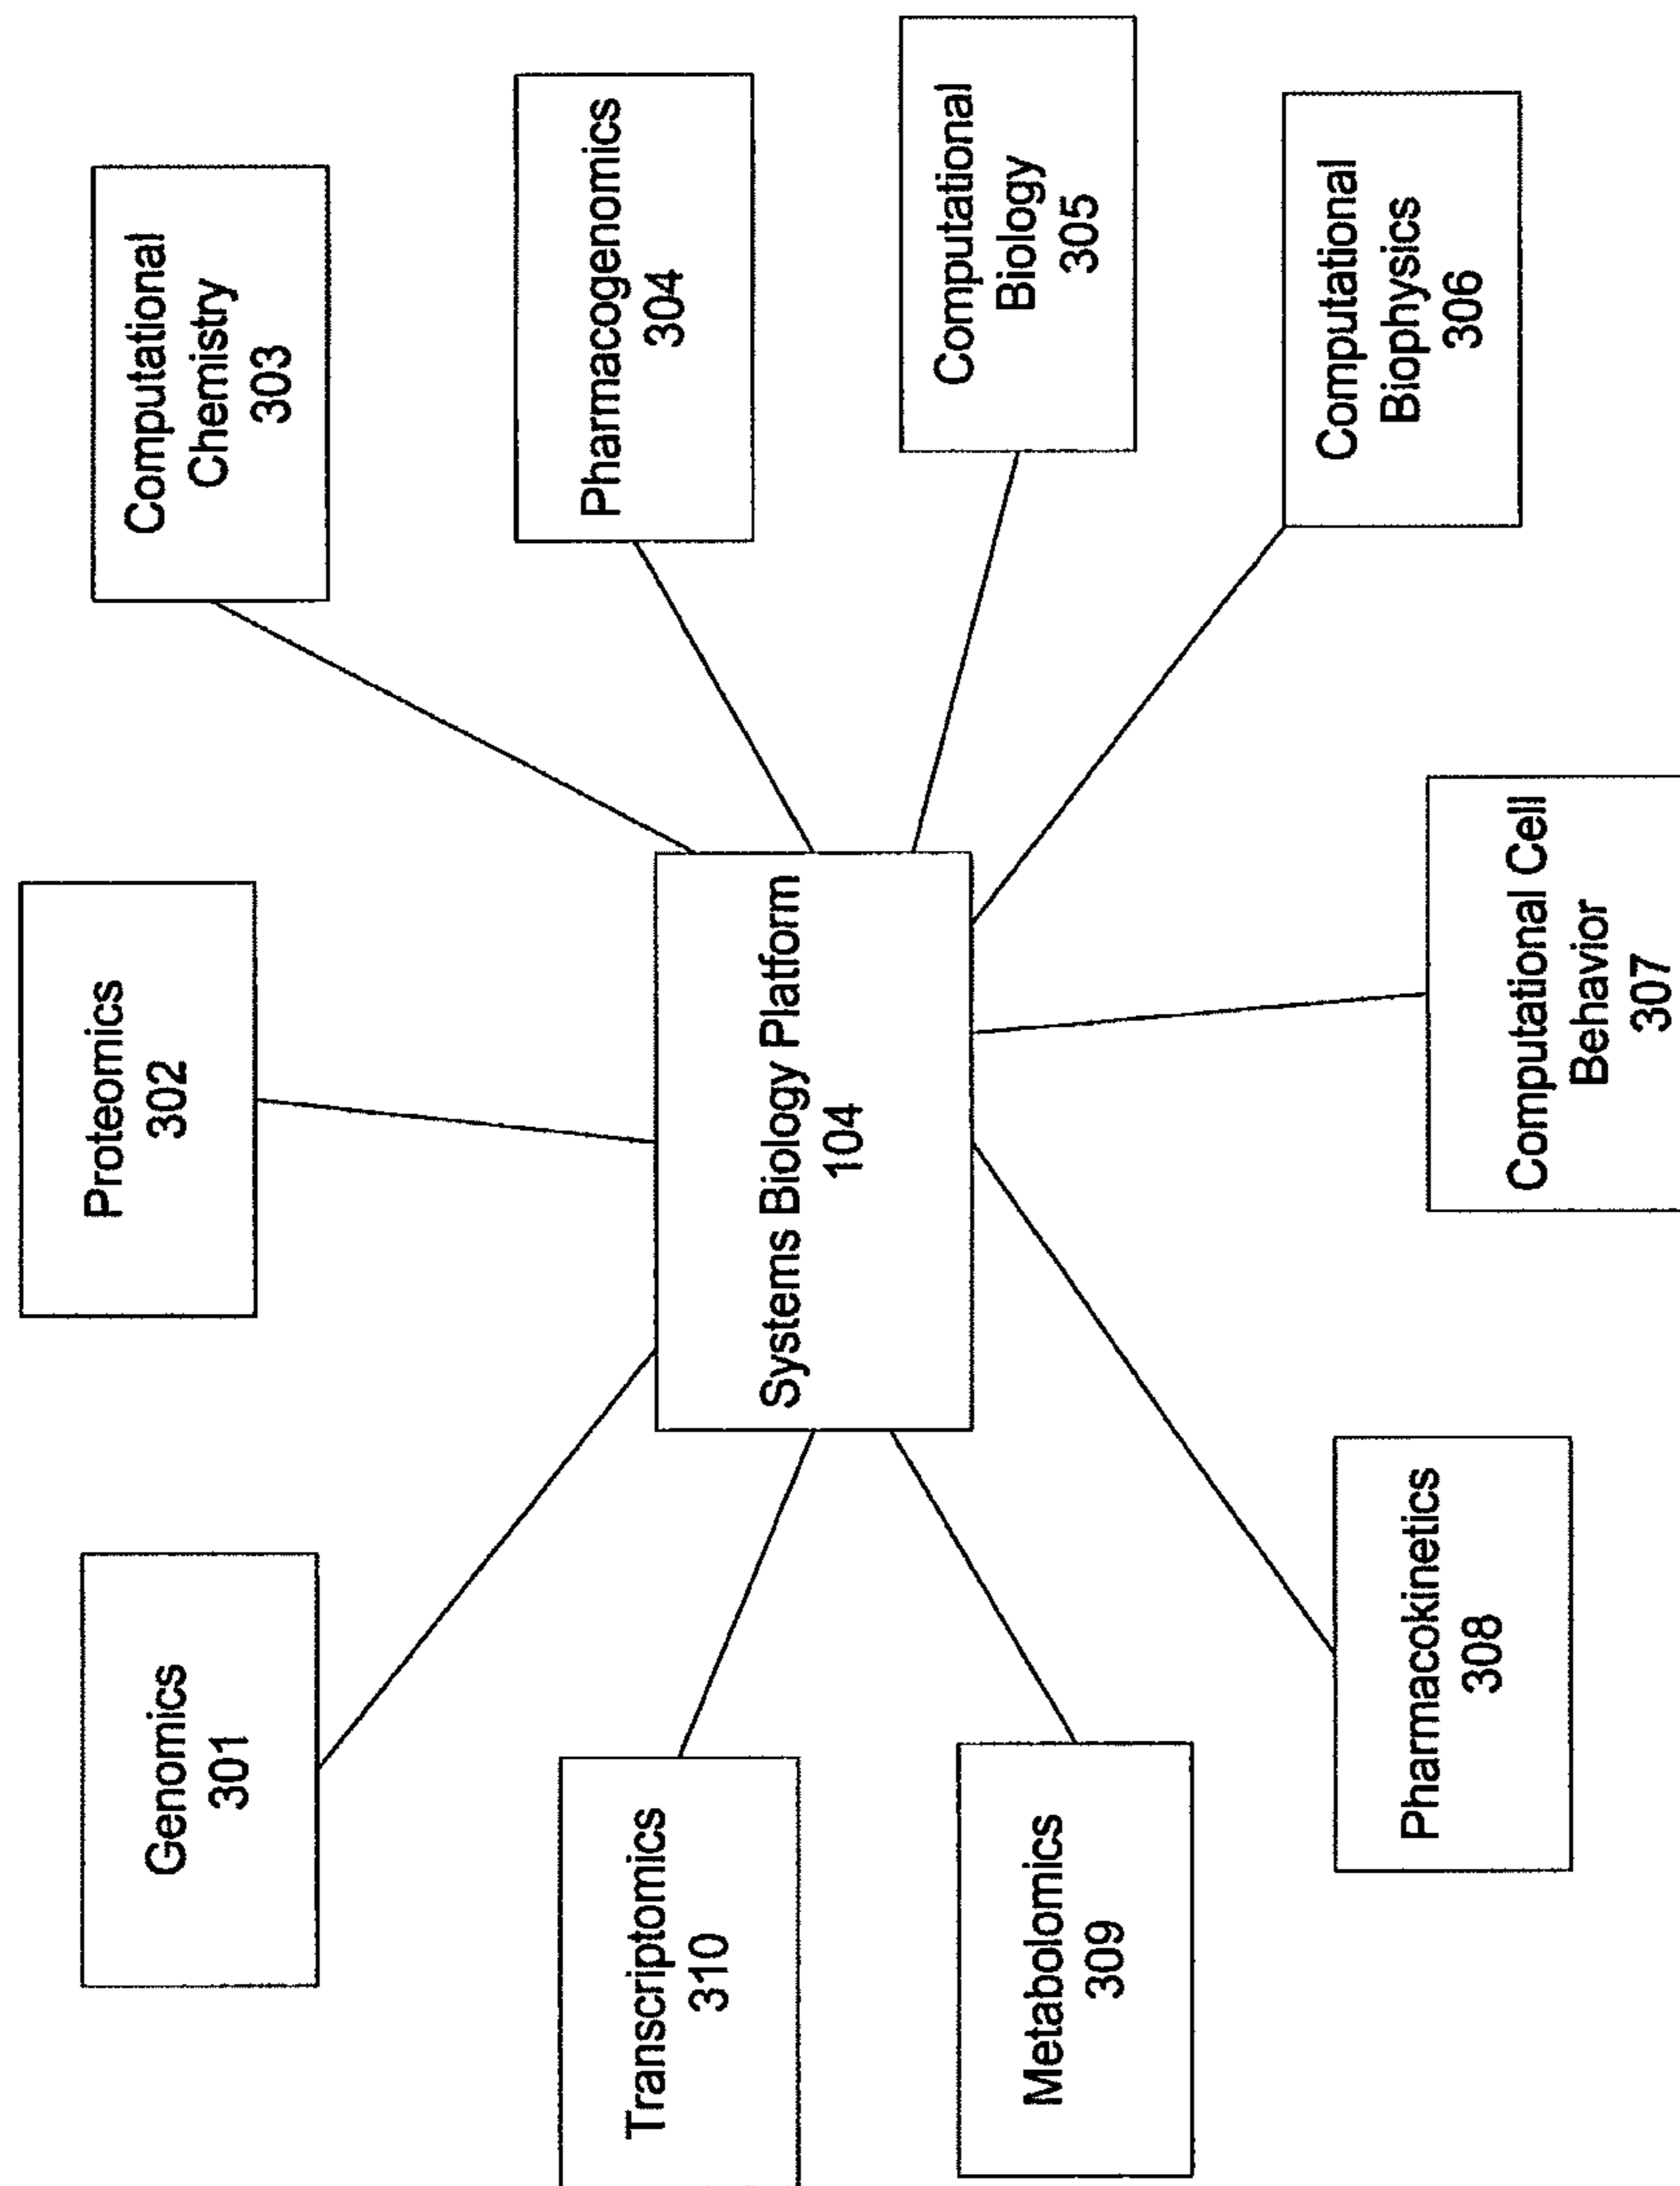 Genomics
301
Proteomics
302
Computational
Chemistry
303
Pharmacogenomics
304
Computational
Biology
305
Computational
Biophysics
306
Computational Cell
Behavior
307
Pharmacokinetics
308
Metabolomics
309
Transcriptomics
310
Systems Biology Platform
104